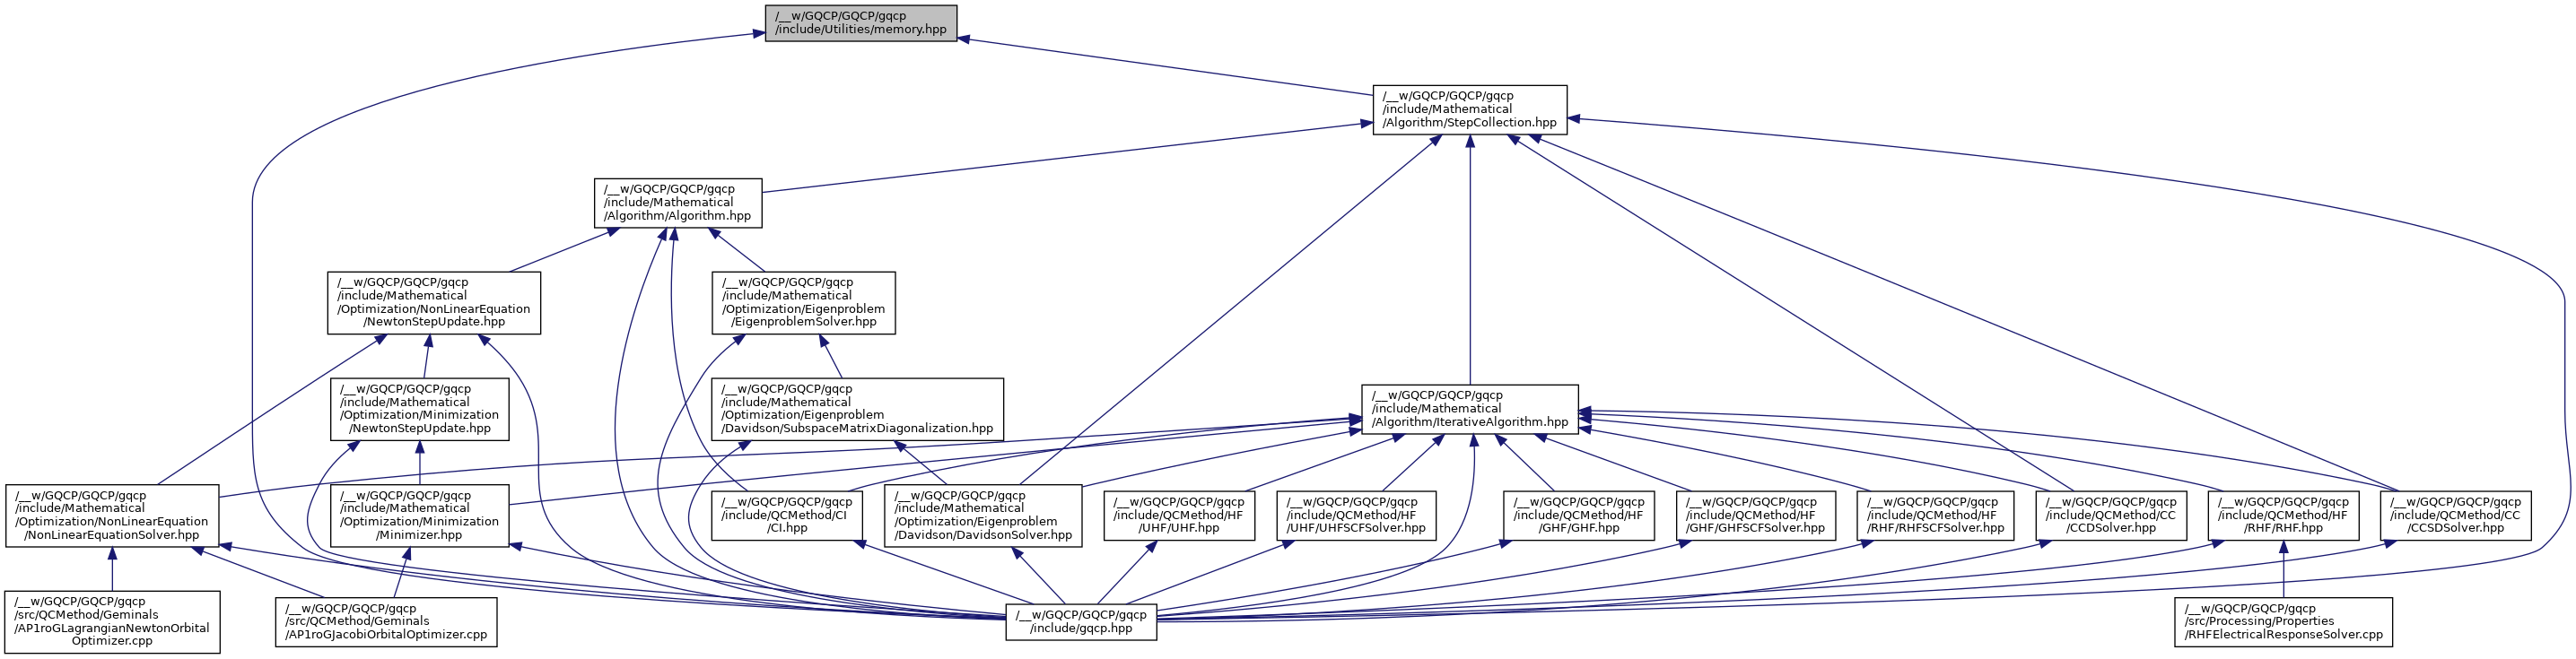 /__w/GQCP/GQCP/gqcp
/include/Utilities/memory.hpp
/__w/GQCP/GQCP/gqcp
/include/Mathematical
/Algorithm/StepCollection.hpp
/__w/GQCP/GQCP/gqcp
/include/Mathematical
/Algorithm/Algorithm.hpp
/__w/GQCP/GQCP/gqcp
/include/Mathematical
/Optimization/NonLinearEquation
/NewtonStepUpdate.hpp
/__w/GQCP/GQCP/gqcp
/include/Mathematical
/Optimization/Eigenproblem
/EigenproblemSolver.hpp
/__w/GQCP/GQCP/gqcp
/include/Mathematical
/Optimization/Minimization
/NewtonStepUpdate.hpp
/__w/GQCP/GQCP/gqcp
/include/Mathematical
/Optimization/Eigenproblem
/Davidson/SubspaceMatrixDiagonalization.hpp
/__w/GQCP/GQCP/gqcp
/include/Mathematical
/Algorithm/IterativeAlgorithm.hpp
/__w/GQCP/GQCP/gqcp
/include/Mathematical
/Optimization/NonLinearEquation
/NonLinearEquationSolver.hpp
/__w/GQCP/GQCP/gqcp
/include/Mathematical
/Optimization/Minimization
/Minimizer.hpp
/__w/GQCP/GQCP/gqcp
/include/QCMethod/CI
/CI.hpp
/__w/GQCP/GQCP/gqcp
/include/Mathematical
/Optimization/Eigenproblem
/Davidson/DavidsonSolver.hpp
/__w/GQCP/GQCP/gqcp
/include/QCMethod/HF
/UHF/UHF.hpp
/__w/GQCP/GQCP/gqcp
/include/QCMethod/HF
/UHF/UHFSCFSolver.hpp
/__w/GQCP/GQCP/gqcp
/include/QCMethod/HF
/GHF/GHF.hpp
/__w/GQCP/GQCP/gqcp
/include/QCMethod/HF
/GHF/GHFSCFSolver.hpp
/__w/GQCP/GQCP/gqcp
/include/QCMethod/HF
/RHF/RHFSCFSolver.hpp
/__w/GQCP/GQCP/gqcp
/include/QCMethod/CC
/CCDSolver.hpp
/__w/GQCP/GQCP/gqcp
/include/QCMethod/HF
/RHF/RHF.hpp
/__w/GQCP/GQCP/gqcp
/include/QCMethod/CC
/CCSDSolver.hpp
/__w/GQCP/GQCP/gqcp
/src/QCMethod/Geminals
/AP1roGLagrangianNewtonOrbital
Optimizer.cpp
/__w/GQCP/GQCP/gqcp
/src/QCMethod/Geminals
/AP1roGJacobiOrbitalOptimizer.cpp
/__w/GQCP/GQCP/gqcp
/include/gqcp.hpp
/__w/GQCP/GQCP/gqcp
/src/Processing/Properties
/RHFElectricalResponseSolver.cpp